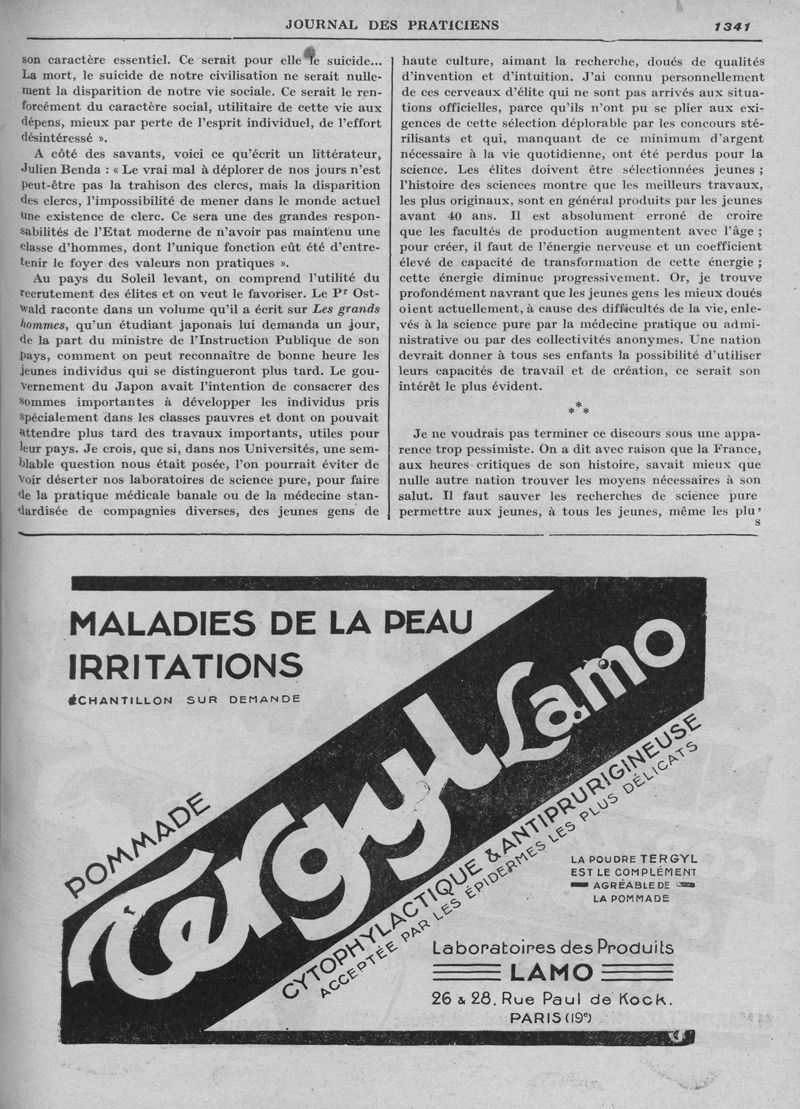 JOURNAL DES PRATICIENS 1341
son caractère essentiel. Ce serait pour elle le suicide...
La mort, le suicide de notre civilisation ne serait nulle-
ment la disparition de notre vie sociale. Ce serait le ren-
forcément du caractère social, utilitaire de cette vie aux
dépens, mieux par perte de l'esprit individuel, de l'effort
désintéressé ».
A côté des savants, voici ce qu'écrit un littérateur,
Julien Benda : « Le vrai mal à déplorer de nos jours n'est
peut-être pas la trahison des clercs, mais la disparition
des clercs, l'impossibilité de mener dans le monde actuel
une existence de clerc. Ce sera une des grandes respon-
sabilités de l'Etat moderne de n'avoir pas maintenu une
classe d'hommes, dont l'unique fonction eût été d'entre-
tenir le foyer des valeurs non pratiques ».
Au pays du Soleil levant, on comprend l'utilité du
recrutement des élites et on veut le favoriser. Le Pr Ost-
wald raconte dans un volume qu'il a écrit sur Les grands
hommes, qu'un étudiant japonais lui demanda un jour,
de la part du ministre de l'Instruction Publique de son
pays, comment on peut reconnaître de bonne heure les
jeunes individus qui se distingueront plus tard. Le gou-
vernement du Japon avait l'intention de consacrer des
sommes importantes à développer les individus pris
spécialement dans les classes pauvres et dont on pouvait
attendre plus tard des travaux importants, utiles pour
leur pays. Je crois, que si, dans nos Universités, une sem-
blable question nous était posée, l'on pourrait éviter de
voir déserter nos laboratoires de science pure, pour faire
de la pratique médicale banale ou de la médecine stan-
dardisée de compagnies diverses, des jeunes gens de
haute culture, aimant la recherche, doués de qualités
d'invention et d'intuition. J'ai connu personnellement
de ces cerveaux d'élite qui ne sont pas arrivés aux situa-
tions officielles, parce qu'ils n'ont pu se plier aux exi-
gences de cette sélection déplorable par les concours sté-
rilisants et qui, manquant de ce minimum d'argent
nécessaire à la vie quotidienne, ont été perdus pour la
science. Les élites doivent être sélectionnées jeunes ;
l'histoire des sciences montre que les meilleurs travaux,
les plus originaux, sont en général produits par les jeunes
avant 40 ans. Il est absolument erroné de croire
que les facultés de production augmentent avec l'âge ;
pour créer, il faut de l'énergie nerveuse et un coefficient
élevé de capacité de transformation de cette énergie ;
cette énergie diminue progressivement. Or, je trouve
profondément navrant que les jeunes gens les mieux doués
oient actuellement, à cause des difficultés de la vie, enle-
vés à la science pure par la médecine pratique ou admi-
nistrative ou par des collectivités anonymes. Une nation
devrait donner à tous ses enfants la possibilité d'utiliser
leurs capacités de travail et de création, ce serait son
intérêt le plus évident.
***
Je ne voudrais pas terminer ce discours sous une appa-
rence trop pessimiste. On a dit avec raison que la France,
aux heures critiques de son histoire, savait mieux que
nulle autre nation trouver les moyens nécessaires à son
salut. Il faut sauver les recherches de science pure
permettre aux jeunes, à tous les jeunes, même les plu'
s
MALADIES DE LA PEAU
IRRITATIONS
ÉCHANTILLON SUR DEMANDE
POMMADE
Tergyl Lamo
CYTOPHYLACTIQUE & ANTIPRURIGINEUSE
ACCEPTÉE PAR LES ÉPIDERMES LES PLUS DÉLICATS
LA POUDRE TERGYL
EST LE COMPLÉMENT
AGRÉABLE DE
LA POMMADE
Laboratoires des Produits
LAMO
26 & 28, Rue Paul de Kock.
PARIS (19e)